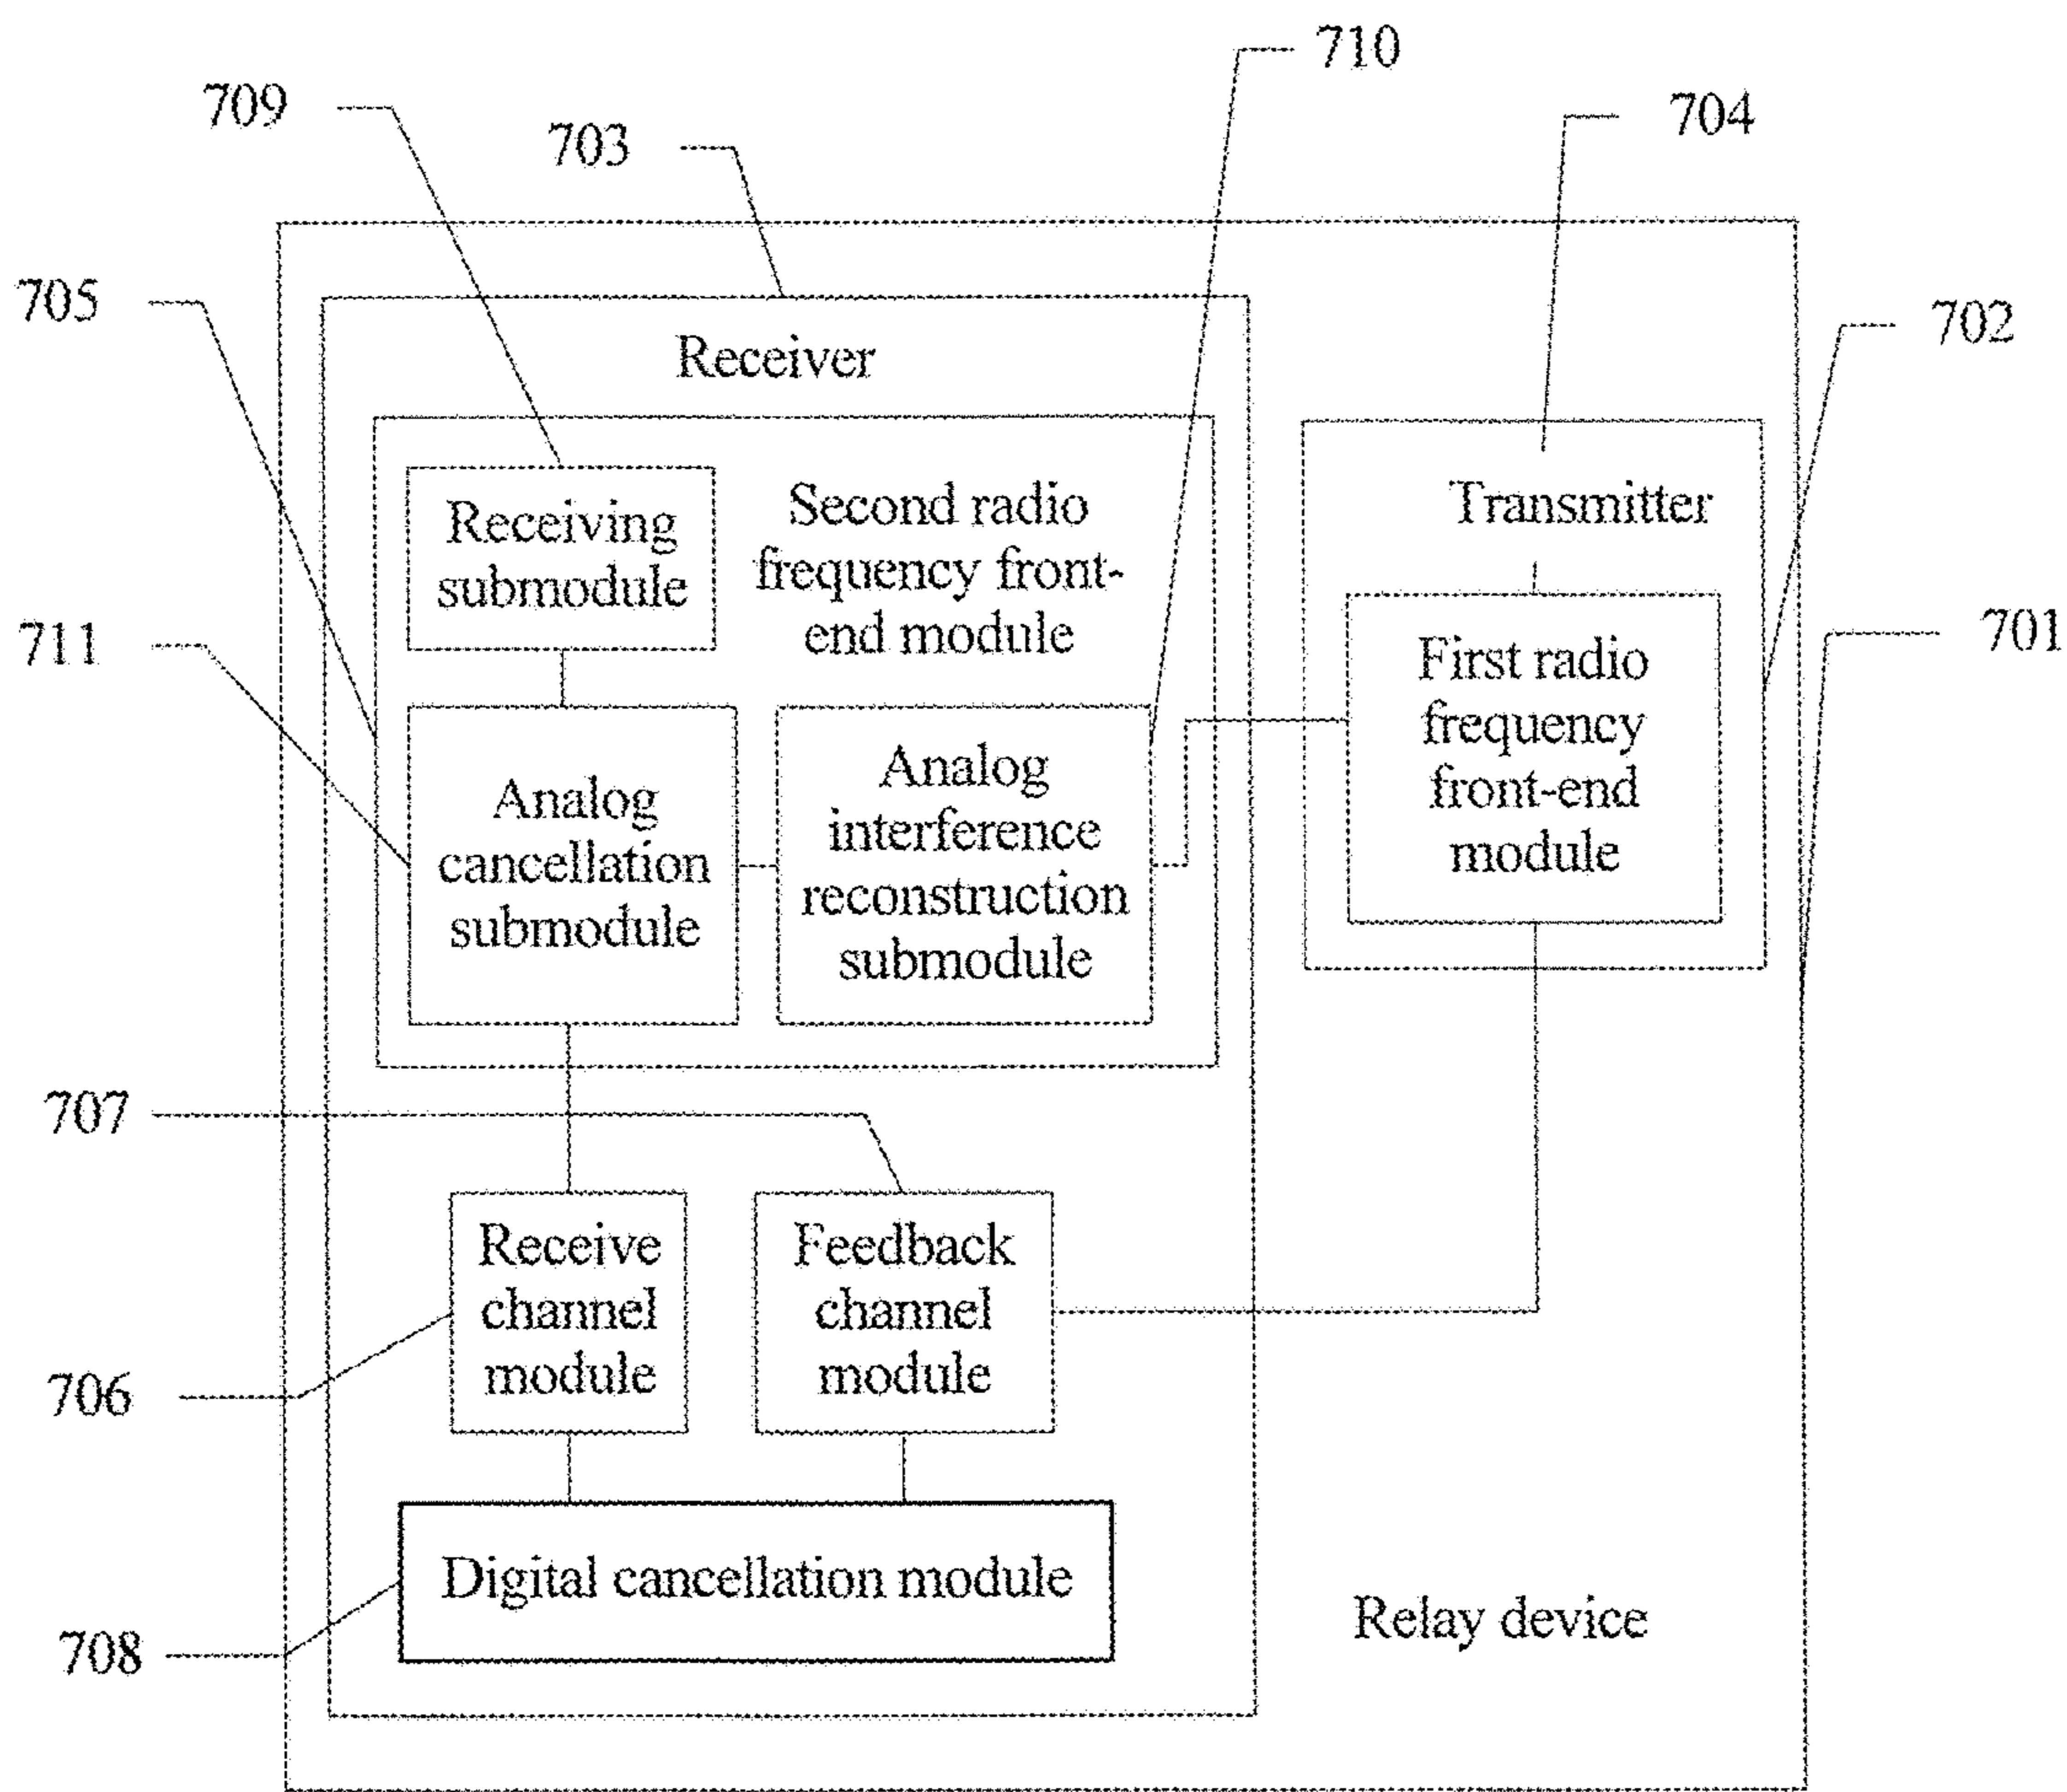 710
709
704
703
705
702
Receiver
Receiving
submodule
Second radio
frequency front-
end module
Transmitter
711
701
First radio
frequency
front-end
module
Analog
cancellation
submodule
Analog
interference
reconstruction
submodule
707
Receive
channel
module
Feedback
channel
module
706
Digital cancellation module
708
Relay device